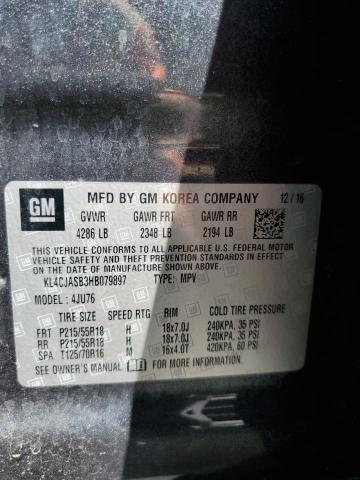 GM
MFD BY GM KOREA COMPANY 12/16
GVWR GAWR FRT GAWR RR
4286 LB 2348 LB 2194 LB
THIS VEHICLE CONFORMS TO ALL APPLICABLE U.S. FEDERAL MOTOR
VEHICLE SAFETY AND THEFT PREVENTION STANDARDS IN EFFECT ON THE
DATE OF MANUFACTURE SHOWN ABOVE.
KL4CJASB3HB079897 TYPE: MPV
MODEL: 4JU76
TIRE SIZE SPEED RTG RIM COLD TIRE PRESSURE
FRT P215/55R18 H 18x7.0J 240KPA, 35 PSI
RR P215/55R18 H 18x7.0J 240KPA, 35 PSI
SPA T125/70R16 M 16x4.0T 420KPA, 60 PSI
SEE OWNER'S MANUAL FOR MORE INFORMATION.